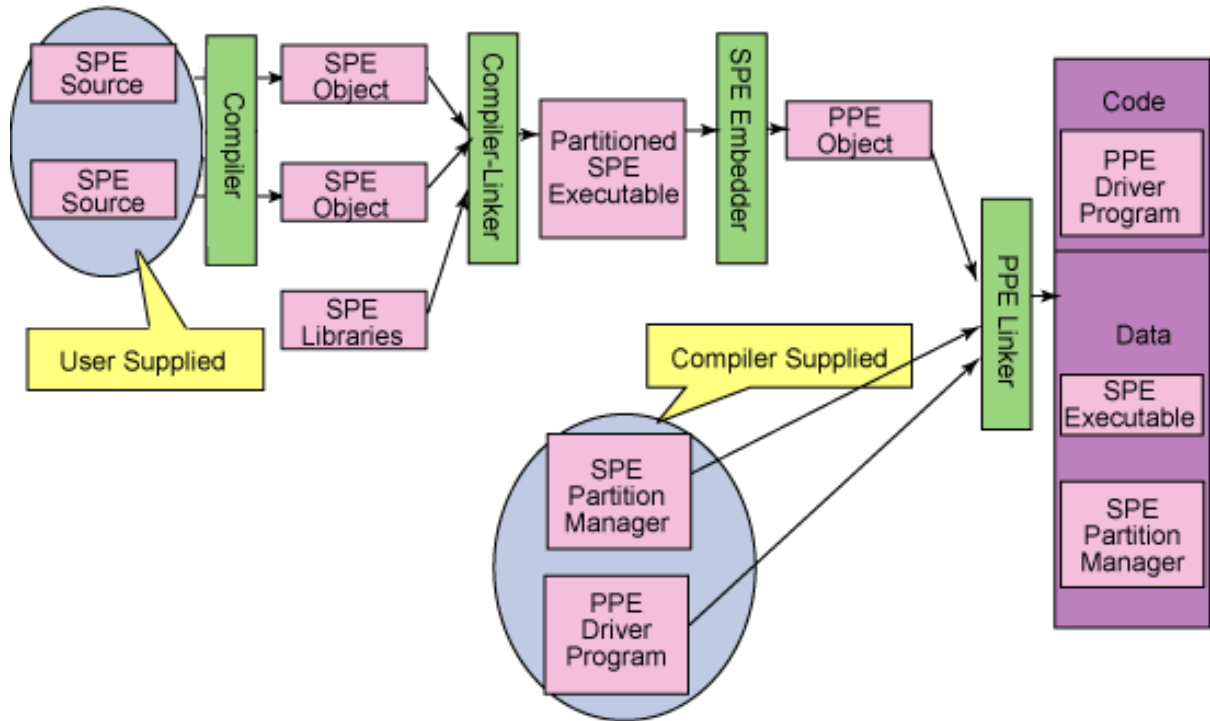 SPE
Source
SPE
Source
User Supplied
Compiler
SPE
Object
SPE
Object
SPE
Libraries
Compiler-Linker
Partitioned
SPE
Executable
SPE Embedder
PPE
Object
Compiler Supplied
SPE
Partition
Manager
PPE
Driver
Program
PPE Linker
Code
PPE
Driver
Program
Data
SPE
Executable
SPE
Partition
Manager